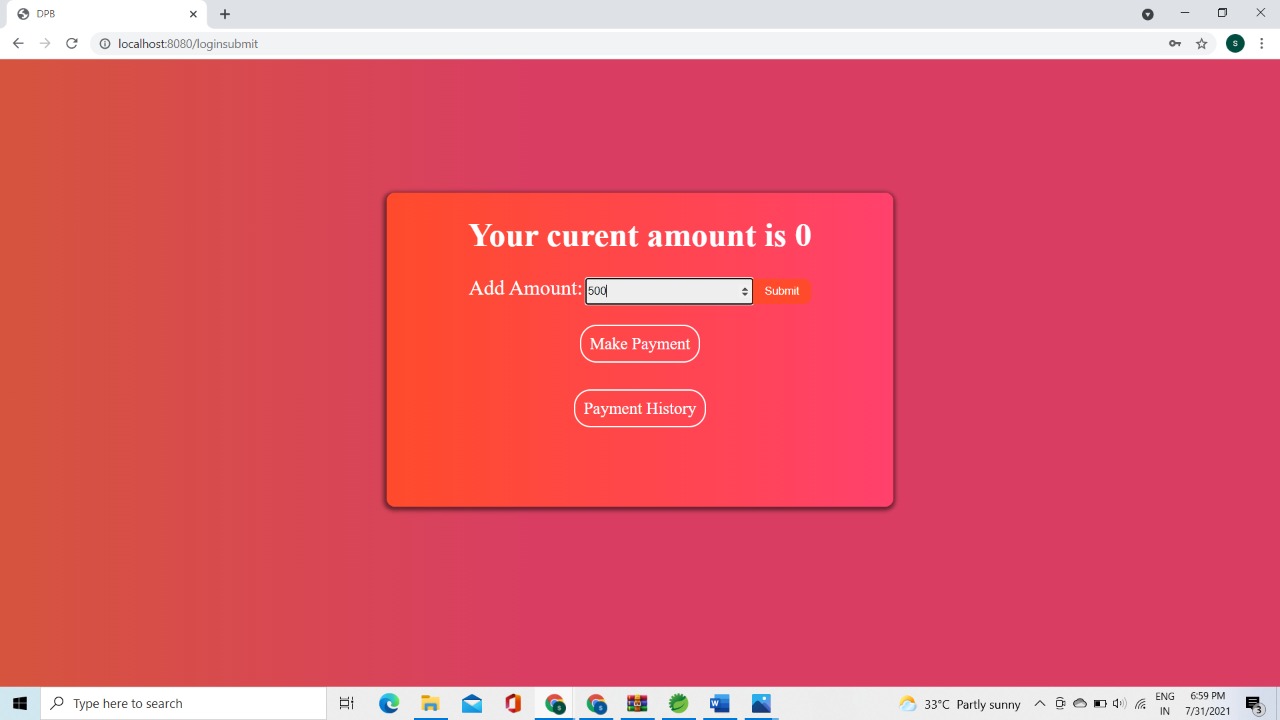 DPB
localhost:8080/loginsubmit
S
Your curent amount is 0
Add Amount: 500 Submit
Make Payment
Payment History
Type here to search
33°C Partly sunny
ENG
IN
6:59 PM
7/31/2021
3